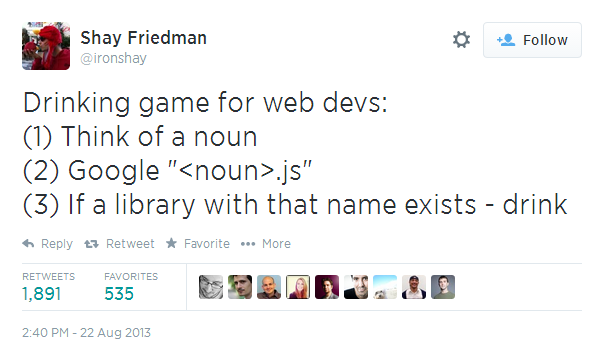 Shay Friedman
@ironshay
Follow
Drinking game for web devs:
(1) Think of a noun
(2) Google "<noun>.js"
(3) If a library with that name exists - drink
Reply Retweet Favorite More
RETWEETS FAVORITES
1,891 535
2:40 PM - 22 Aug 2013